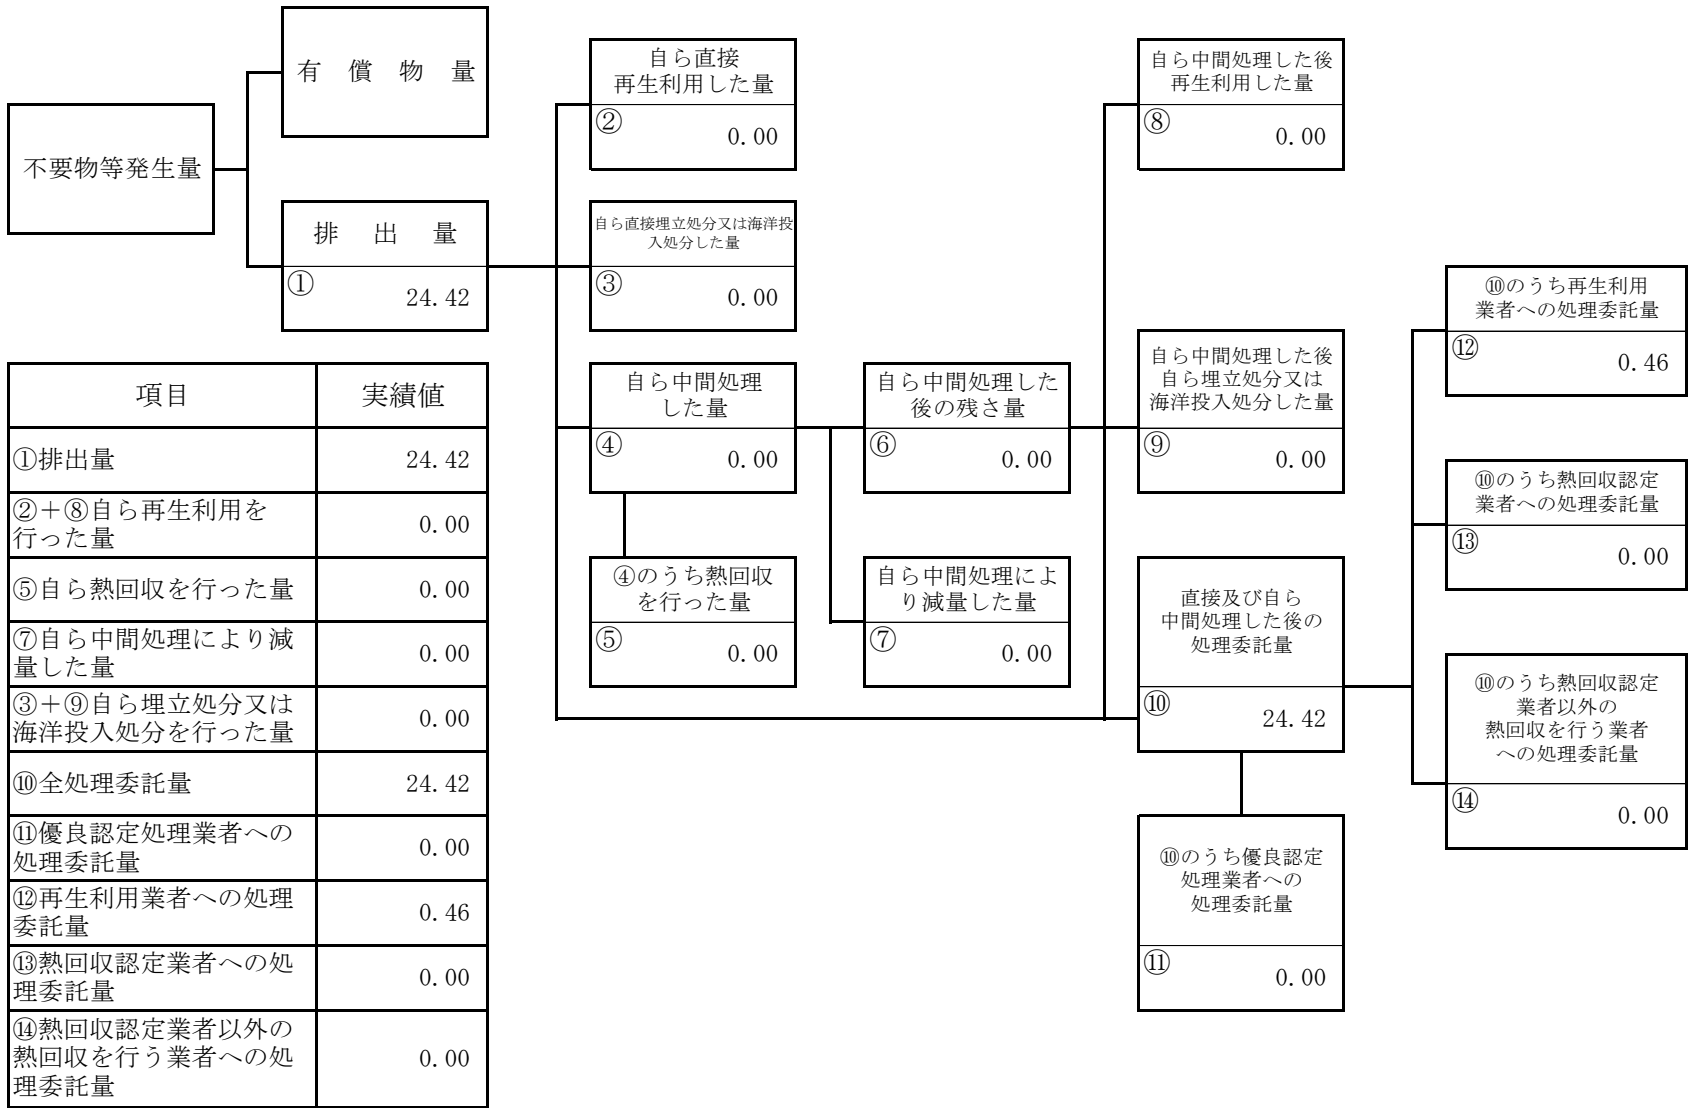 不要物等発生量
有　償　物　量
排　出　量
①
24.42
自ら直接
再生利用した量
②
0.00
自ら直接埋立処分又は海洋投
入処分した量
③
0.00
自ら中間処理
した量
④
0.00
④のうち熱回収
を行った量
⑤
0.00
自ら中間処理した
後の残さ量
⑥
0.00
自ら中間処理によ
り減量した量
⑦
0.00
自ら中間処理した後
再生利用した量
⑧
0.00
自ら中間処理した後
自ら埋立処分又は
海洋投入処分した量
⑨
0.00
直接及び自ら
中間処理した後の
処理委託量
⑩
24.42
⑩のうち優良認定
処理業者への
処理委託量
⑪
0.00
⑩のうち再生利用
業者への処理委託量
⑫
0.46
⑩のうち熱回収認定
業者への処理委託量
⑬
0.00
⑩のうち熱回収認定
業者以外の
熱回収を行う業者
への処理委託量
⑭
0.00
項目 実績値
①排出量 24.42
②＋⑧自ら再生利用を
行った量 0.00
⑤自ら熱回収を行った量 0.00
⑦自ら中間処理により減
量した量 0.00
③＋⑨自ら埋立処分又は
海洋投入処分を行った量 0.00
⑩全処理委託量 24.42
⑪優良認定処理業者への
処理委託量 0.00
⑫再生利用業者への処理
委託量 0.46
⑬熱回収認定業者への処
理委託量 0.00
⑭熱回収認定業者以外の
熱回収を行う業者への処
理委託量 0.00